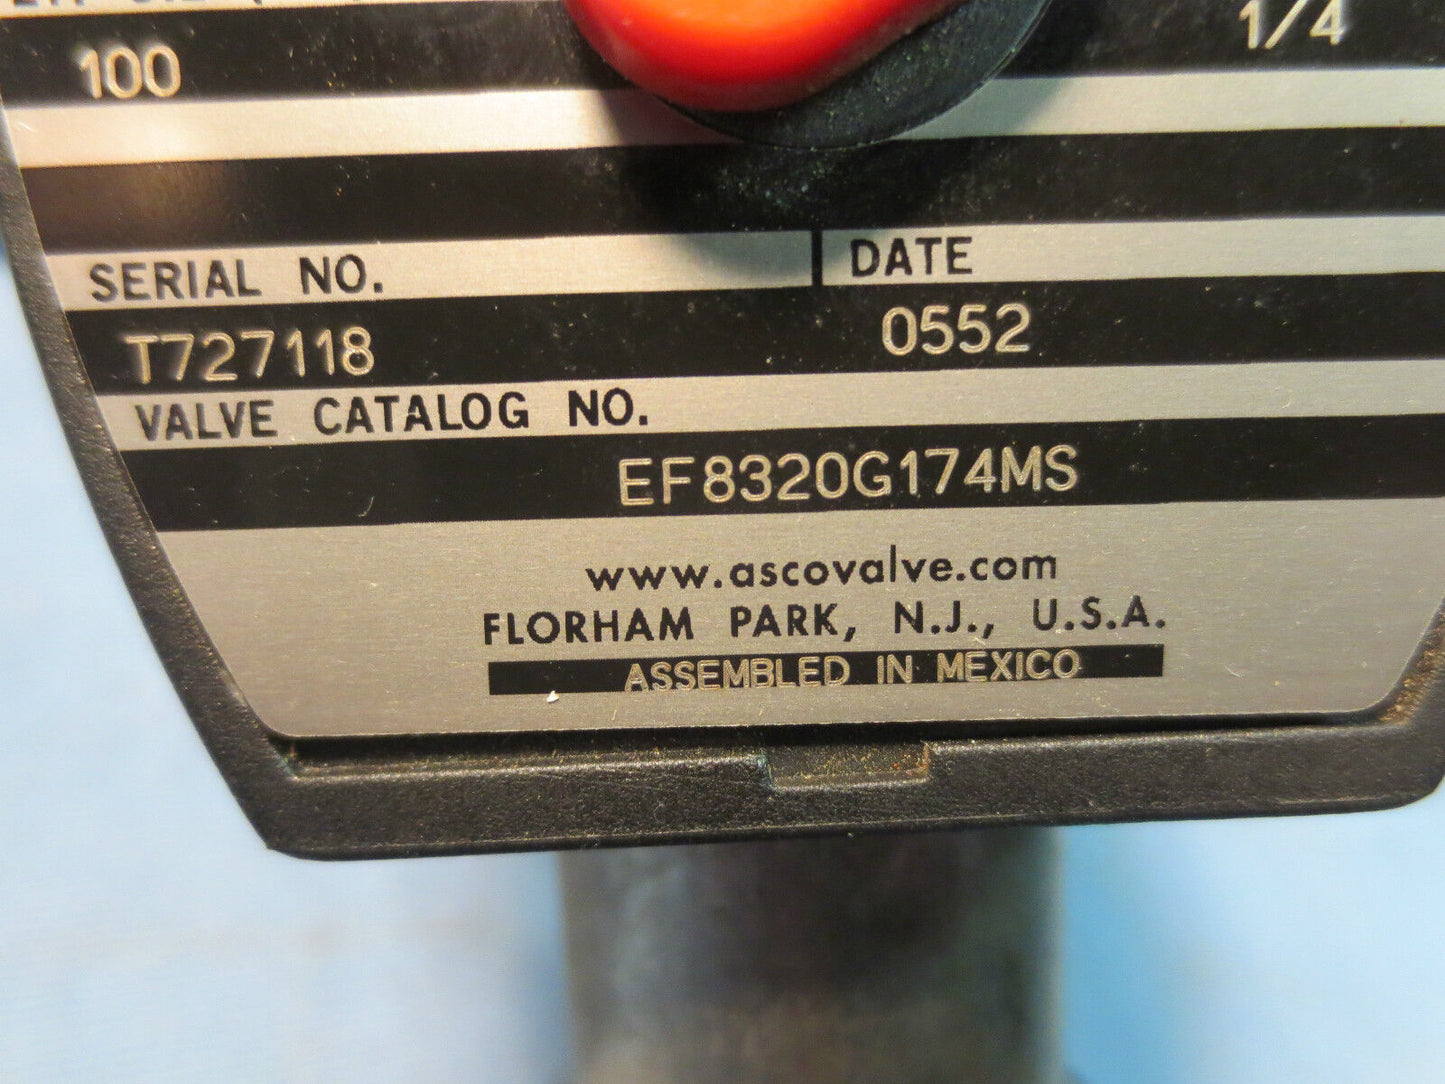 100
1/4
SERIAL NO. DATE
T727118 0552
VALVE CATALOG NO.
EF8320G174MS
www.ascovalve.com
FLORHAM PARK, N.J., U.S.A.
ASSEMBLED IN MEXICO